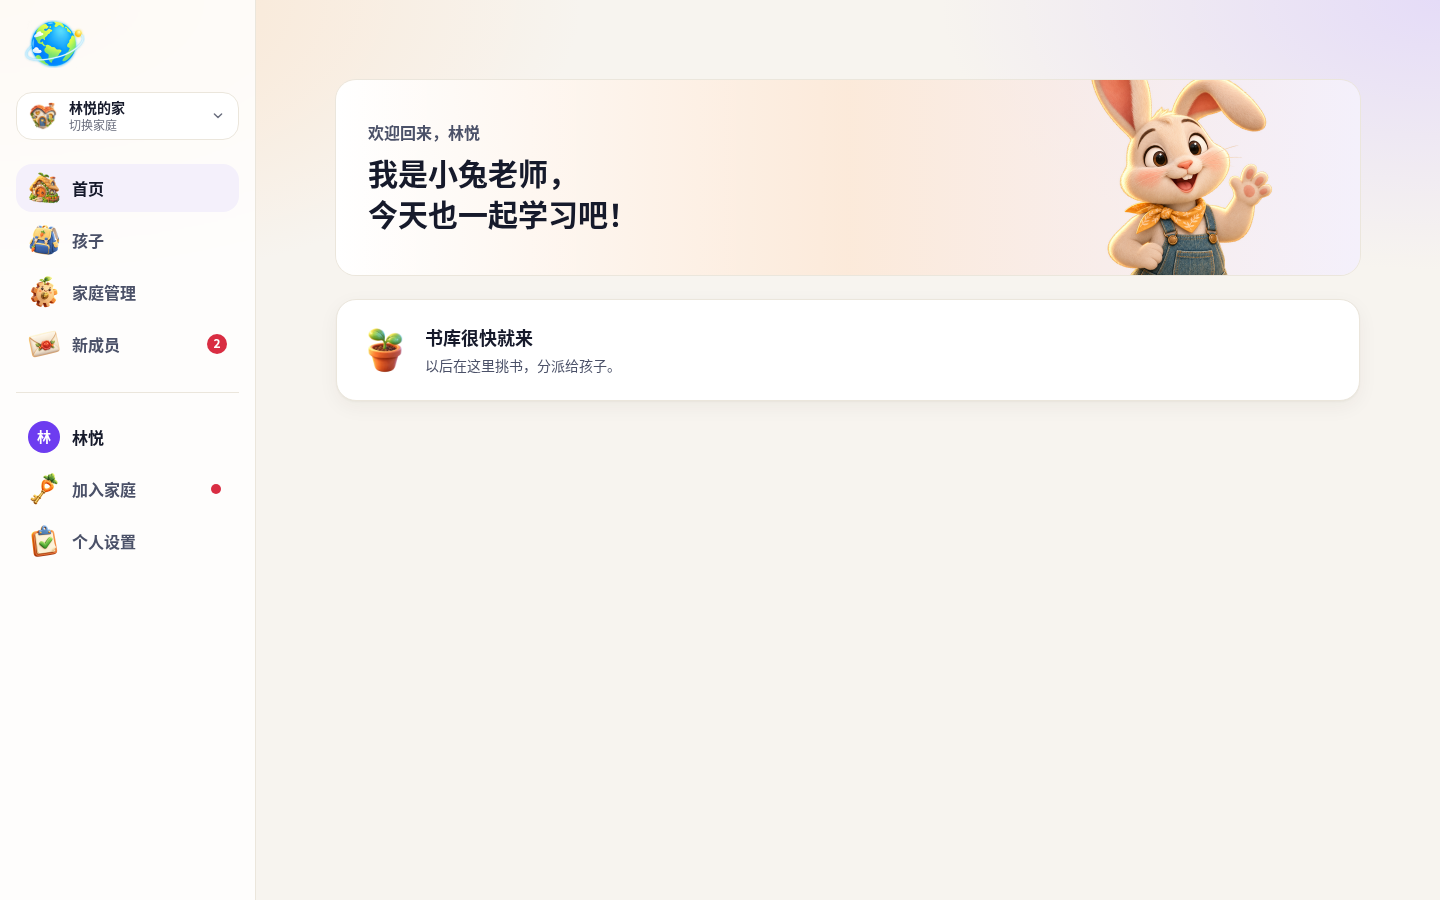 林悦的家
切换家庭
首页
孩子
家庭管理
新成员
2
林
林悦
加入家庭
个人设置
欢迎回来，林悦
我是小兔老师，
今天也一起学习吧！
书库很快就来
以后在这里挑书，分派给孩子。